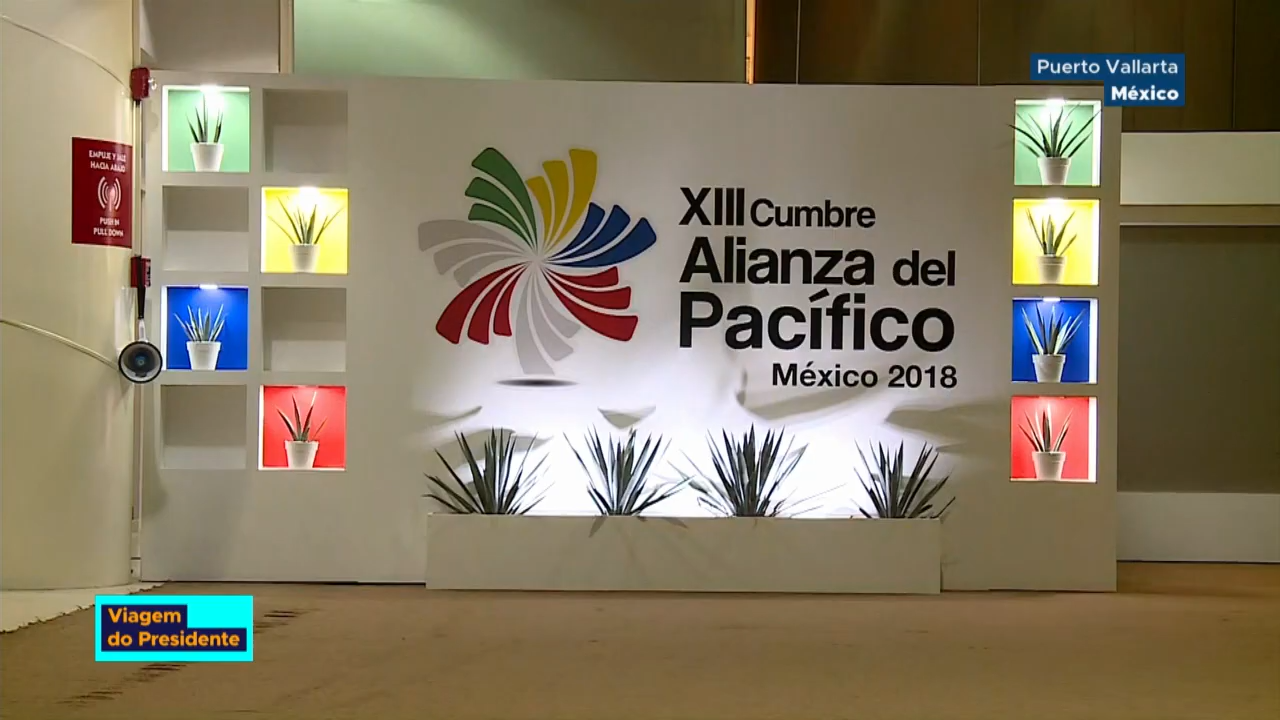 Puerto Vallarta
México
EMPUJE Y JALE
HACIA ABAJO
PUSH IN
PULL DOWN
XIII Cumbre
Alianza del
Pacífico
México 2018
Viagem
do Presidente